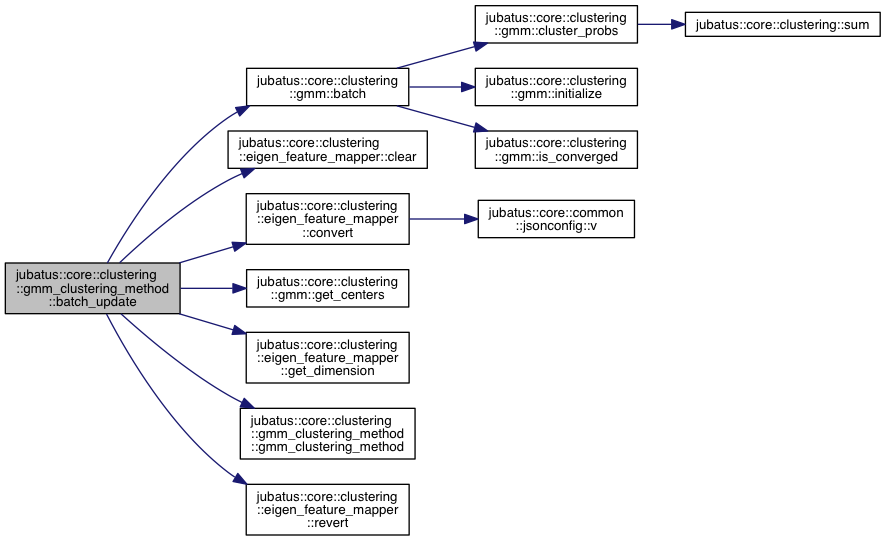 jubatus::core::clustering
::gmm::cluster_probs
jubatus::core::clustering::sum
jubatus::core::clustering
::gmm::batch
jubatus::core::clustering
::gmm::initialize
jubatus::core::clustering
::gmm::is_converged
jubatus::core::clustering
::eigen_feature_mapper::clear
jubatus::core::clustering
::eigen_feature_mapper
::convert
jubatus::core::common
::jsonconfig::v
jubatus::core::clustering
::gmm_clustering_method
::batch_update
jubatus::core::clustering
::gmm::get_centers
jubatus::core::clustering
::eigen_feature_mapper
::get_dimension
jubatus::core::clustering
::gmm_clustering_method
::gmm_clustering_method
jubatus::core::clustering
::eigen_feature_mapper
::revert